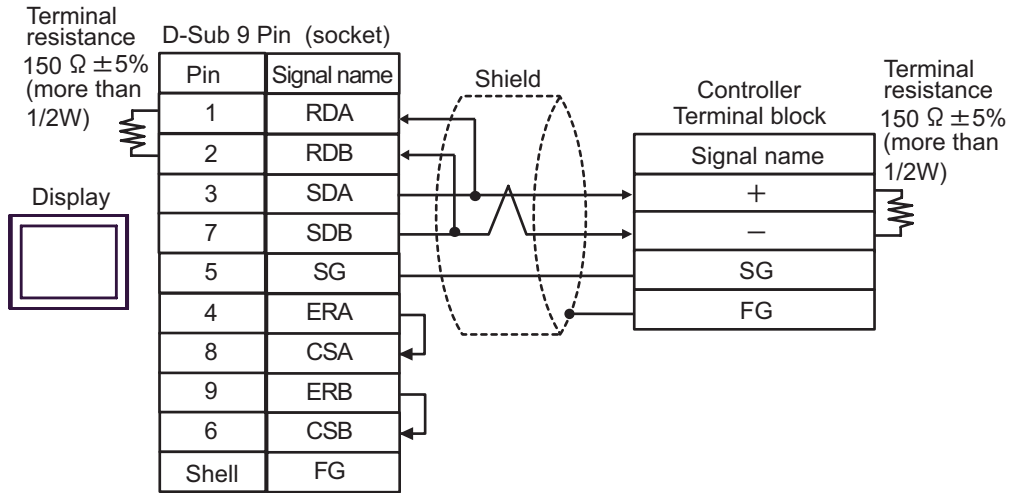 Terminal
resistance
150 Ω ±5%
(more than
1/2W)
D-Sub 9 Pin (socket)
Pin Signal name
1 RDA
2 RDB
3 SDA
7 SDB
5 SG
4 ERA
8 CSA
9 ERB
6 CSB
Shell FG
Display
Shield
Controller
Terminal block
Signal name
+
−
SG
FG
Terminal
resistance
150 Ω ±5%
(more than
1/2W)